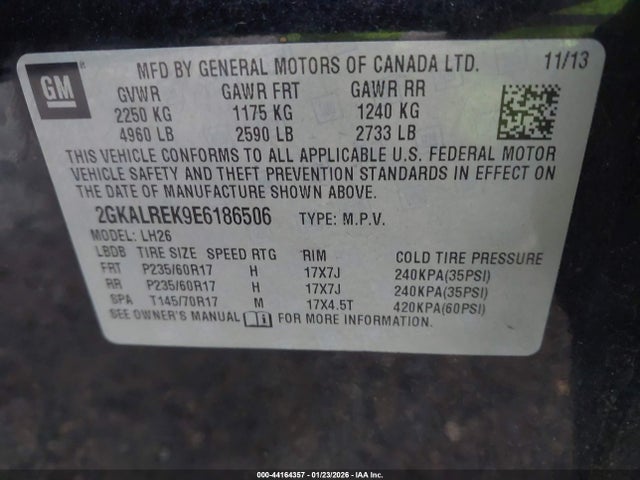 GM
MFD BY GENERAL MOTORS OF CANADA LTD. 11/13
GVWR GAWR FRT GAWR RR
2250 KG 1175 KG 1240 KG
4960 LB 2590 LB 2733 LB
THIS VEHICLE CONFORMS TO ALL APPLICABLE U.S. FEDERAL MOTOR
VEHICLE SAFETY AND THEFT PREVENTION STANDARDS IN EFFECT ON
THE DATE OF MANUFACTURE SHOWN ABOVE.
2GKALREK9E6186506 TYPE: M.P.V.
MODEL: LH26
LBDB TIRE SIZE SPEED RTG RIM COLD TIRE PRESSURE
FRT P235/60R17 H 17X7J 240KPA(35PSI)
RR P235/60R17 H 17X7J 240KPA(35PSI)
SPA T145/70R17 M 17X4.5T 420KPA(60PSI)
SEE OWNER'S MANUAL FOR MORE INFORMATION.
000-44164357 - 01/23/2026 - IAA Inc.